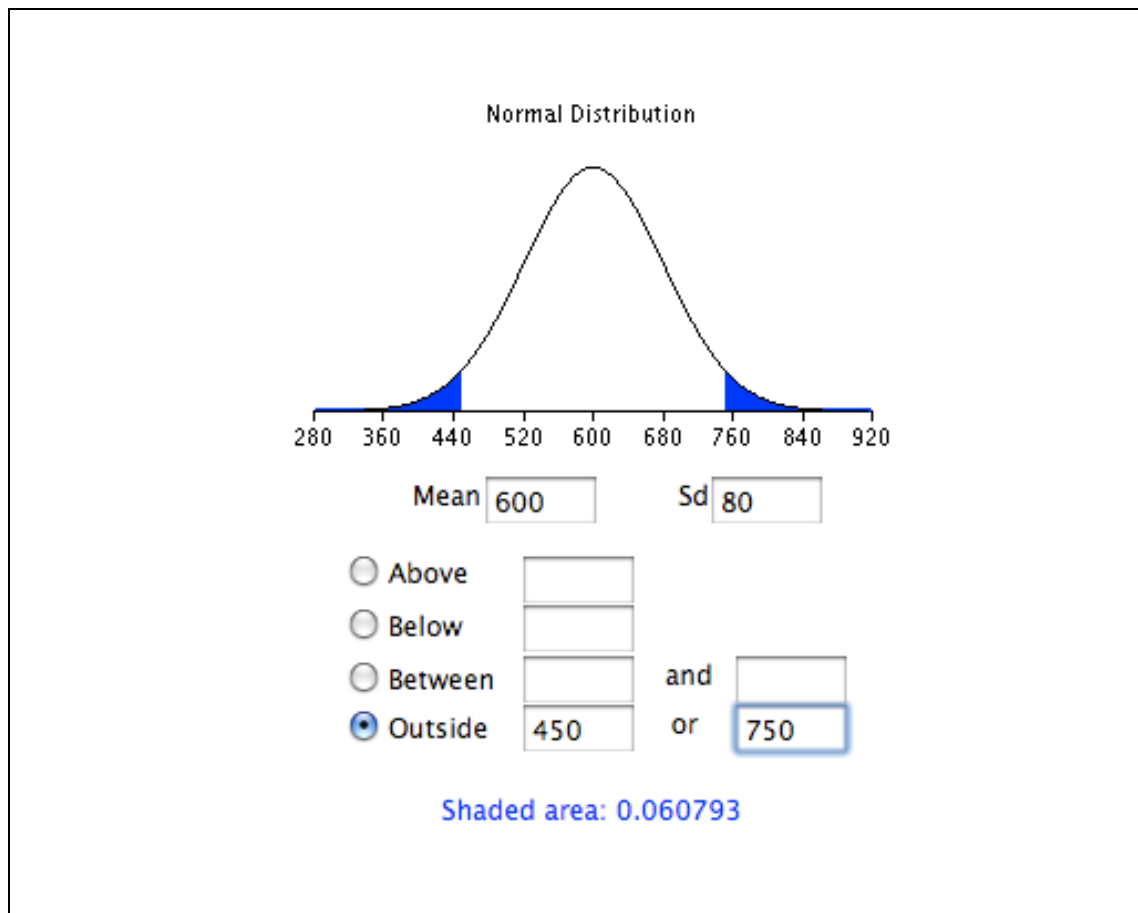 Normal Distribution
280 360 440 520 600 680 760 840 920
Mean 600 Sd 80
Above
Below
Between and
Outside 450 or 750
Shaded area: 0.060793